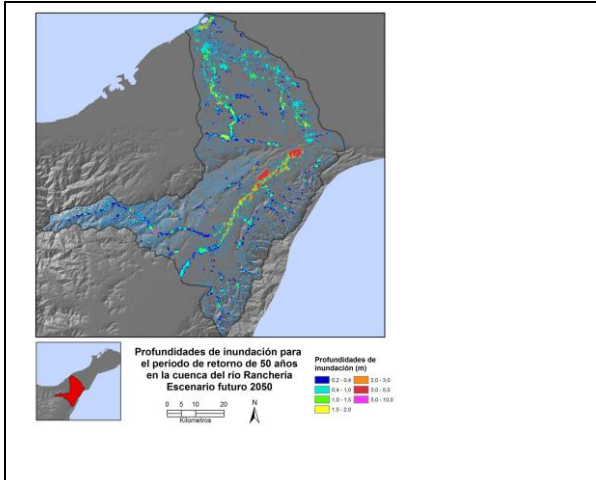 Profundidades de inundación para
el periodo de retorno de 50 años
en la cuenca del río Ranchería
Escenario futuro 2050
0 5 10 20
Kilometros
N
Profundidades de
inundación (m)
0,2 - 0,4
0,4 - 1,0
1,0 - 1,5
1,5 - 2,0
2,0 - 3,0
3,0 - 5,0
5,0 - 10,0